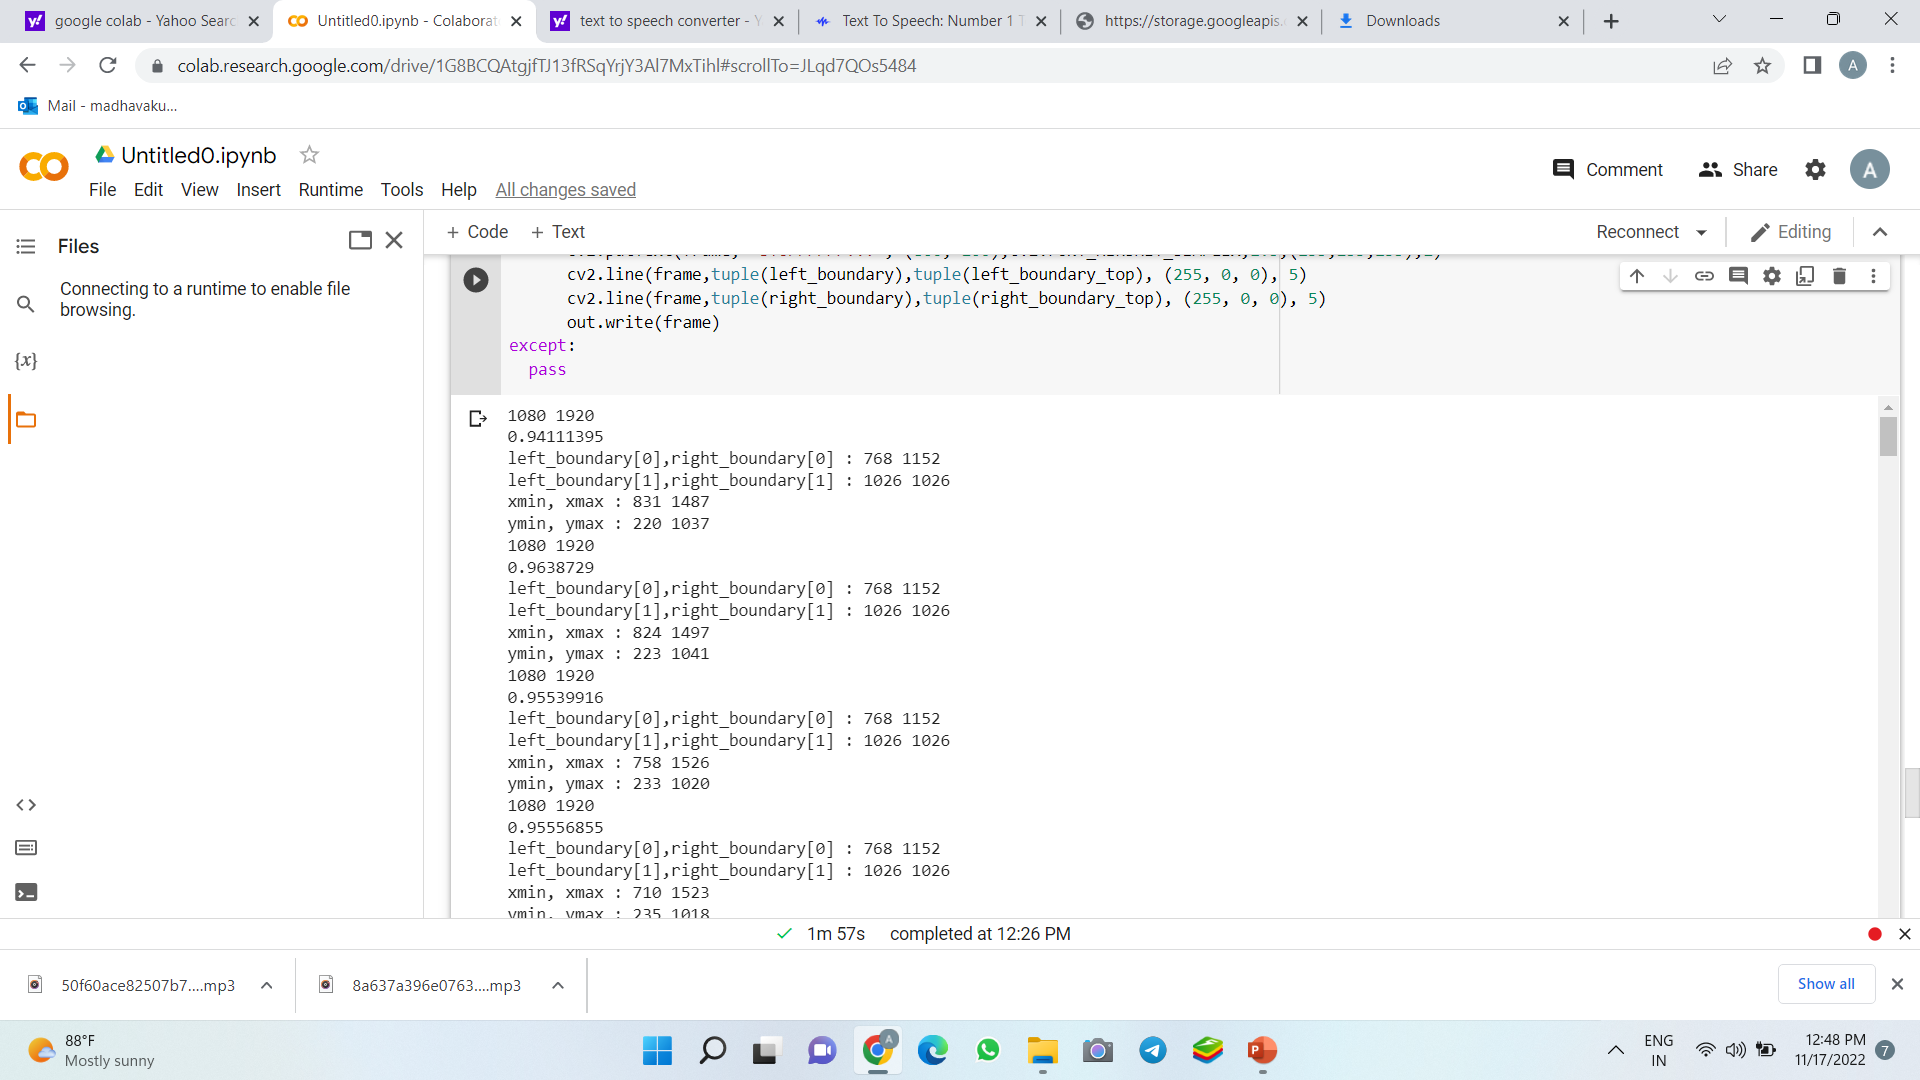 google colab - Yahoo Searc
Untitled0.ipynb - Colaborat
text to speech converter - Y
Text To Speech: Number 1 T
https://storage.googleapis.
Downloads
colab.research.google.com/drive/1G8BCQAtgjfTJ13fRSqYrjY3Al7MxTihl#scrollTo=JLqd7QOs5484
A
Mail - madhavaku...
Untitled0.ipynb
File Edit View Insert Runtime Tools Help All changes saved
Comment
Share
A
Files
+ Code + Text
Reconnect
Editing
Connecting to a runtime to enable file
browsing.
{x}
cv2.line(frame,tuple(left_boundary),tuple(left_boundary_top), (255, 0, 0), 5)
cv2.line(frame,tuple(right_boundary),tuple(right_boundary_top), (255, 0, 0), 5)
out.write(frame)
except:
pass
1080 1920
0.94111395
left_boundary[0],right_boundary[0] : 768 1152
left_boundary[1],right_boundary[1] : 1026 1026
xmin, xmax : 831 1487
ymin, ymax : 220 1037
1080 1920
0.9638729
left_boundary[0],right_boundary[0] : 768 1152
left_boundary[1],right_boundary[1] : 1026 1026
xmin, xmax : 824 1497
ymin, ymax : 223 1041
1080 1920
0.95539916
left_boundary[0],right_boundary[0] : 768 1152
left_boundary[1],right_boundary[1] : 1026 1026
xmin, xmax : 758 1526
ymin, ymax : 233 1020
1080 1920
0.95556855
left_boundary[0],right_boundary[0] : 768 1152
left_boundary[1],right_boundary[1] : 1026 1026
xmin, xmax : 710 1523
ymin, ymax : 235 1018
1m 57s completed at 12:26 PM
50f60ace82507b7....mp3
8a637a396e0763....mp3
Show all
88°F
Mostly sunny
ENG
IN
12:48 PM
11/17/2022
7